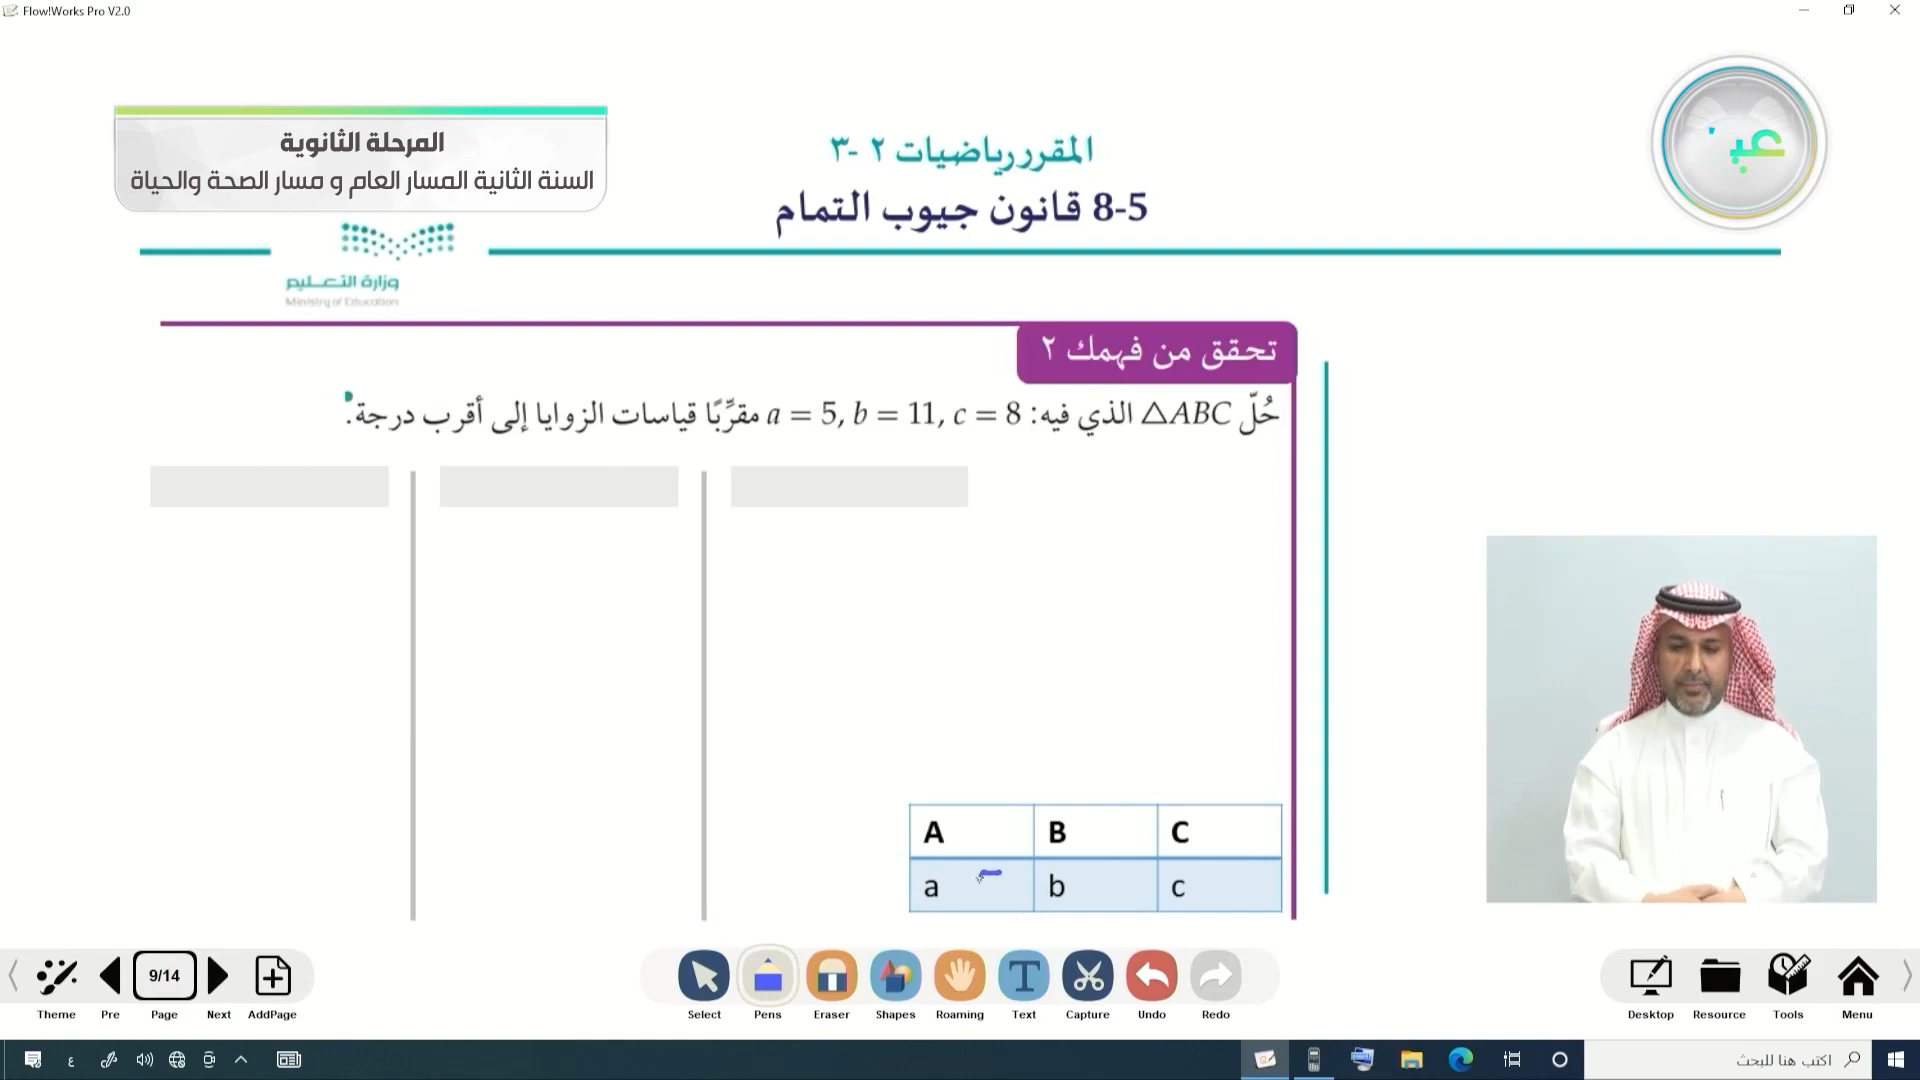 Flow!Works Pro V2.0
المرحلة الثانوية
السنة الثانية المسار العام و مسار الصحة والحياة
المقرر رياضيات ٢ -٣
8-5 قانون جيوب التمام
وزارة التعليم
Ministry of Education
تحقق من فهمك ٢
حُلّ △ABC الذي فيه: a = 5, b = 11, c = 8 مقرِّبًا قياسات الزوايا إلى أقرب درجة.
A B C
a b c
9/14
Theme Pre Page Next AddPage
Select Pens Eraser Shapes Roaming Text Capture Undo Redo
Desktop Resource Tools Menu
ع
اكتب هنا للبحث